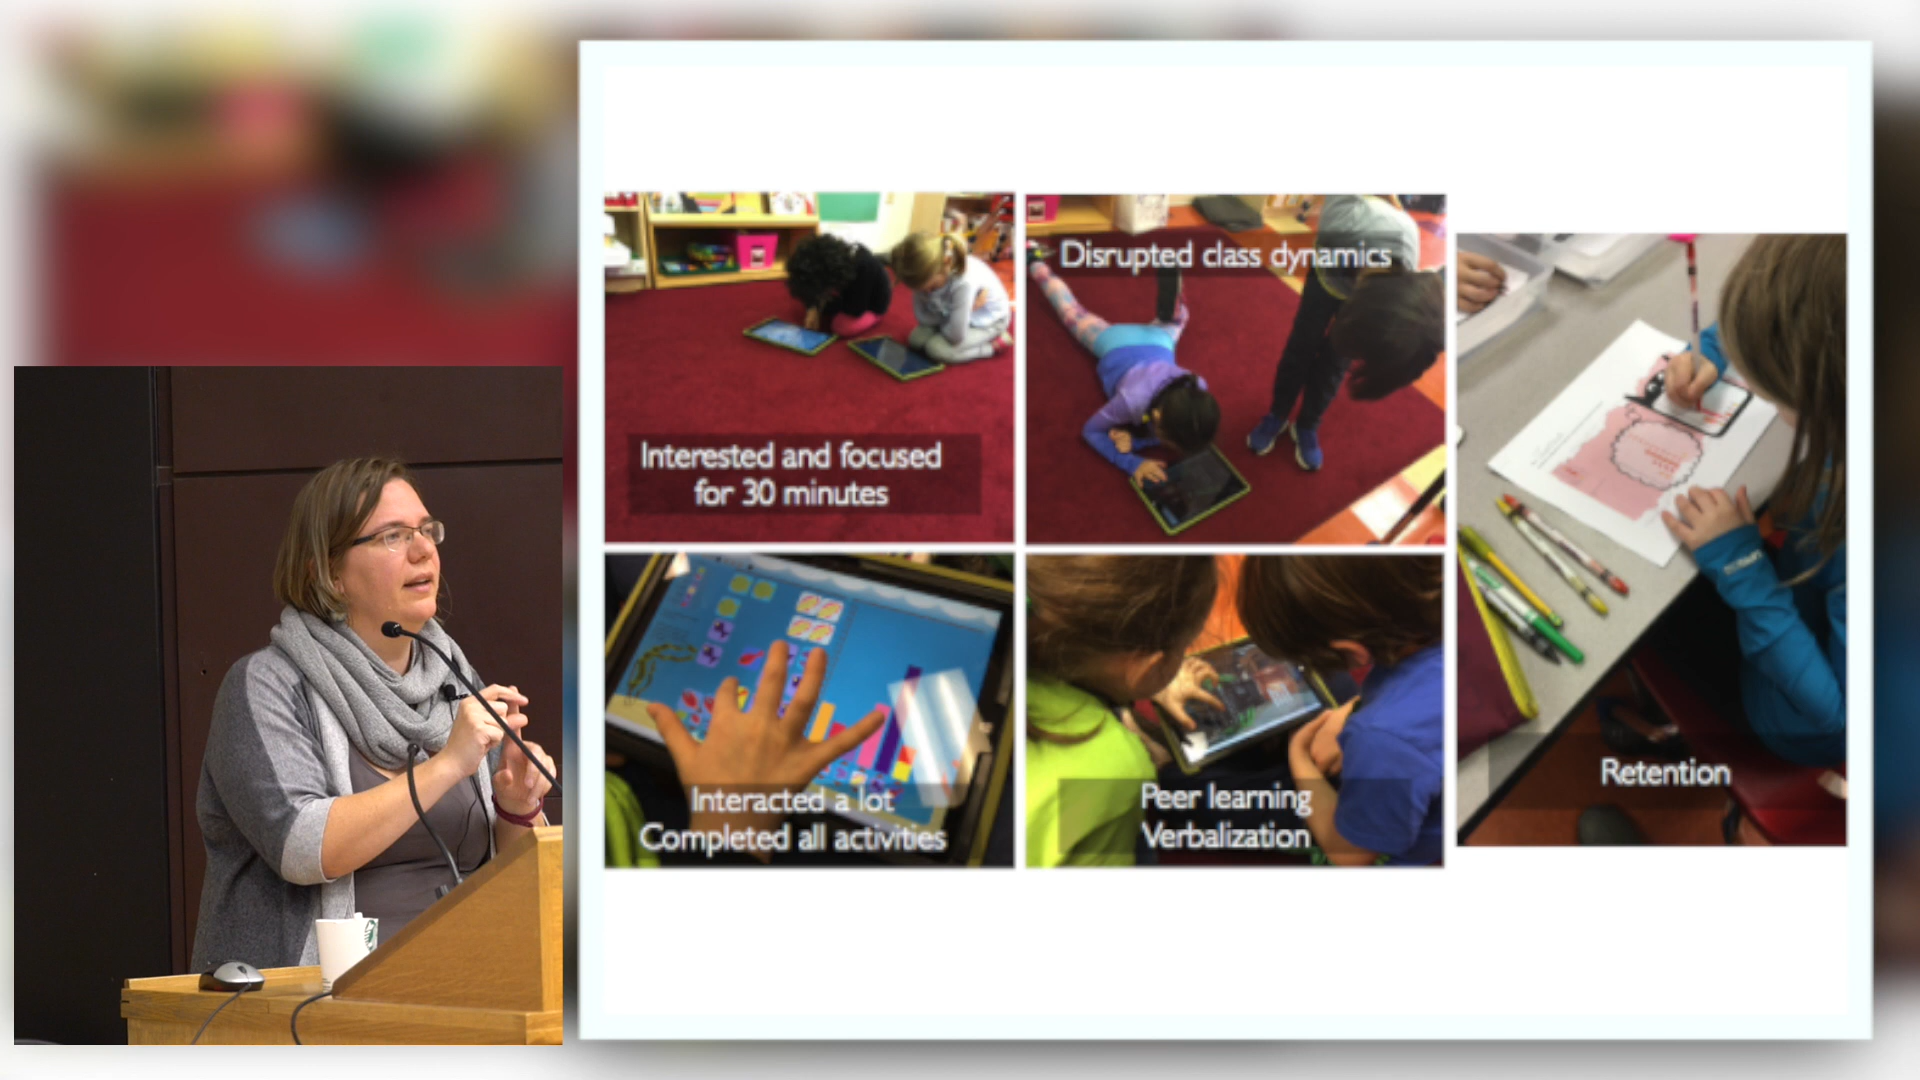 Disrupted class dynamics
Interested and focused
for 30 minutes
Interacted a lot
Completed all activities
Peer learning
Verbalization
Retention